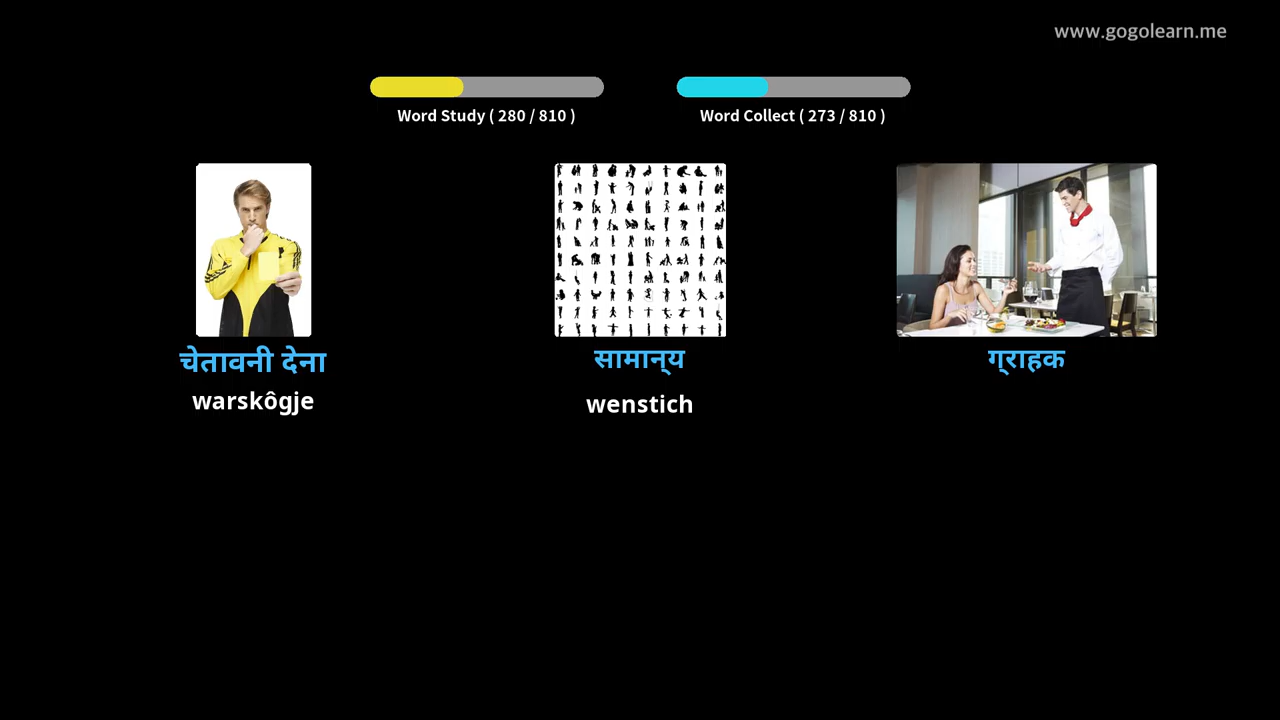 www.gogolearn.me
Word Study ( 280 / 810 )
Word Collect ( 273 / 810 )
चेतावनी देना
सामान्य
ग्राहक
warskôgje
wenstich